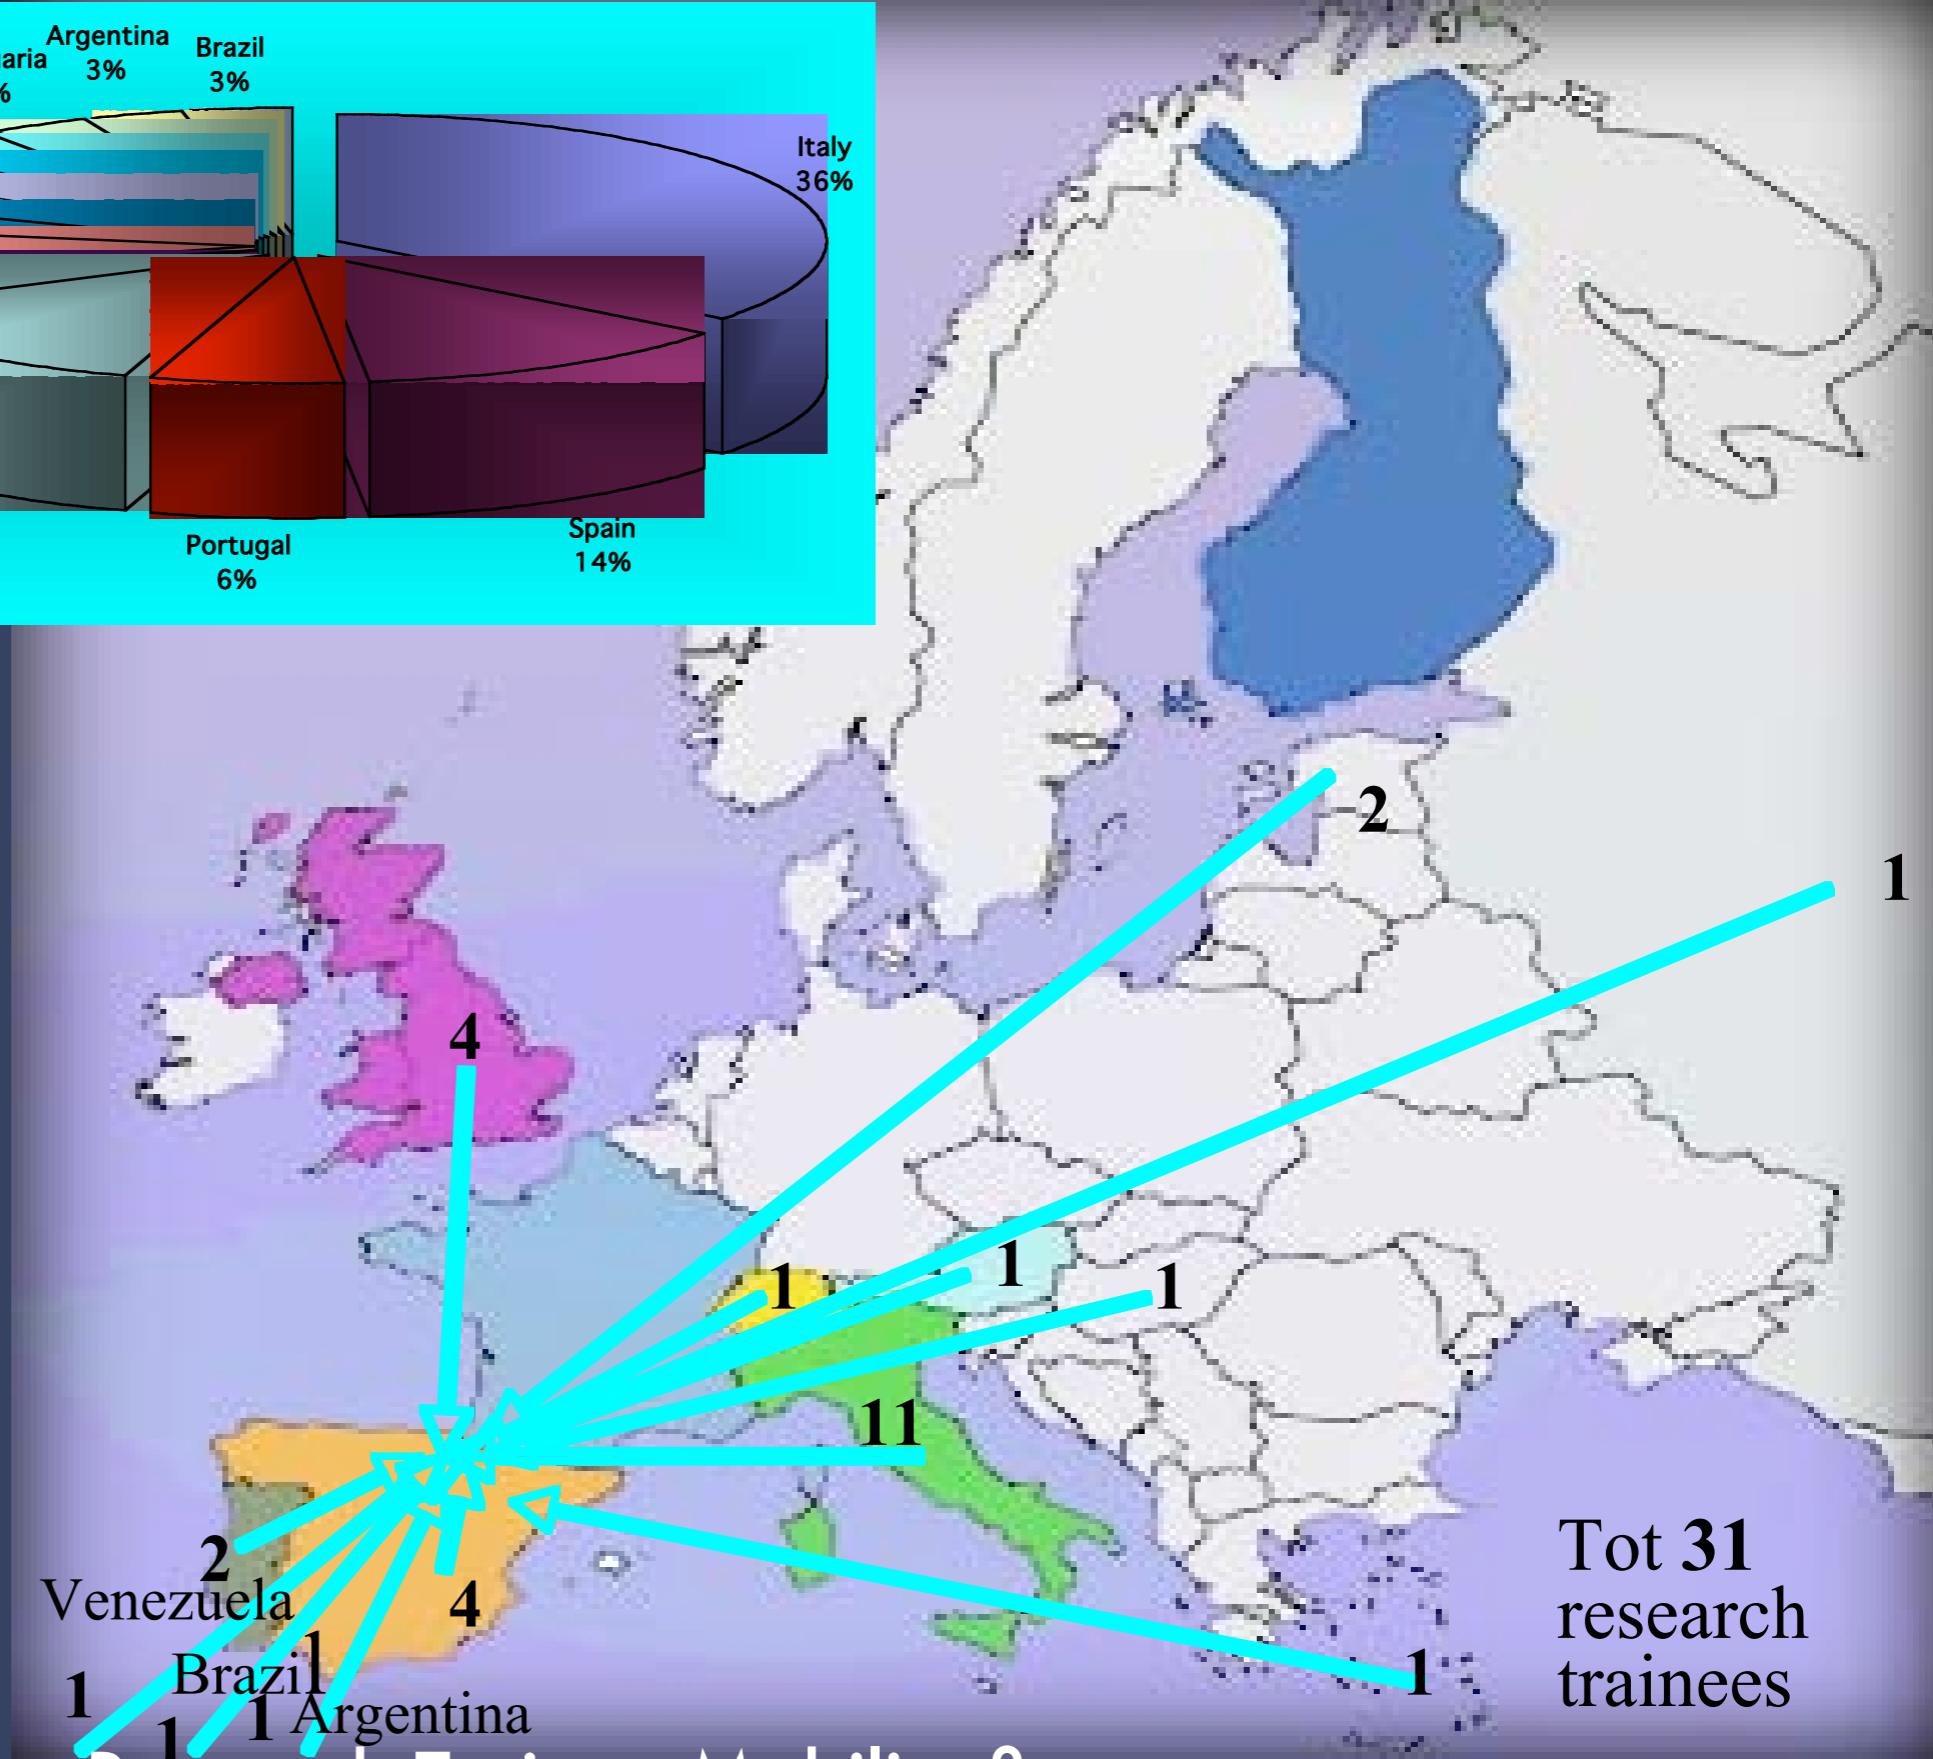 Argentina
3%
Brazil
3%
aria
%
Italy
36%
Portugal
6%
Spain
14%
2
1
4
1
1
1
11
2
Venezuela
4
1
Brazil
1
1
1
Argentina
1
Tot 31
research
trainees